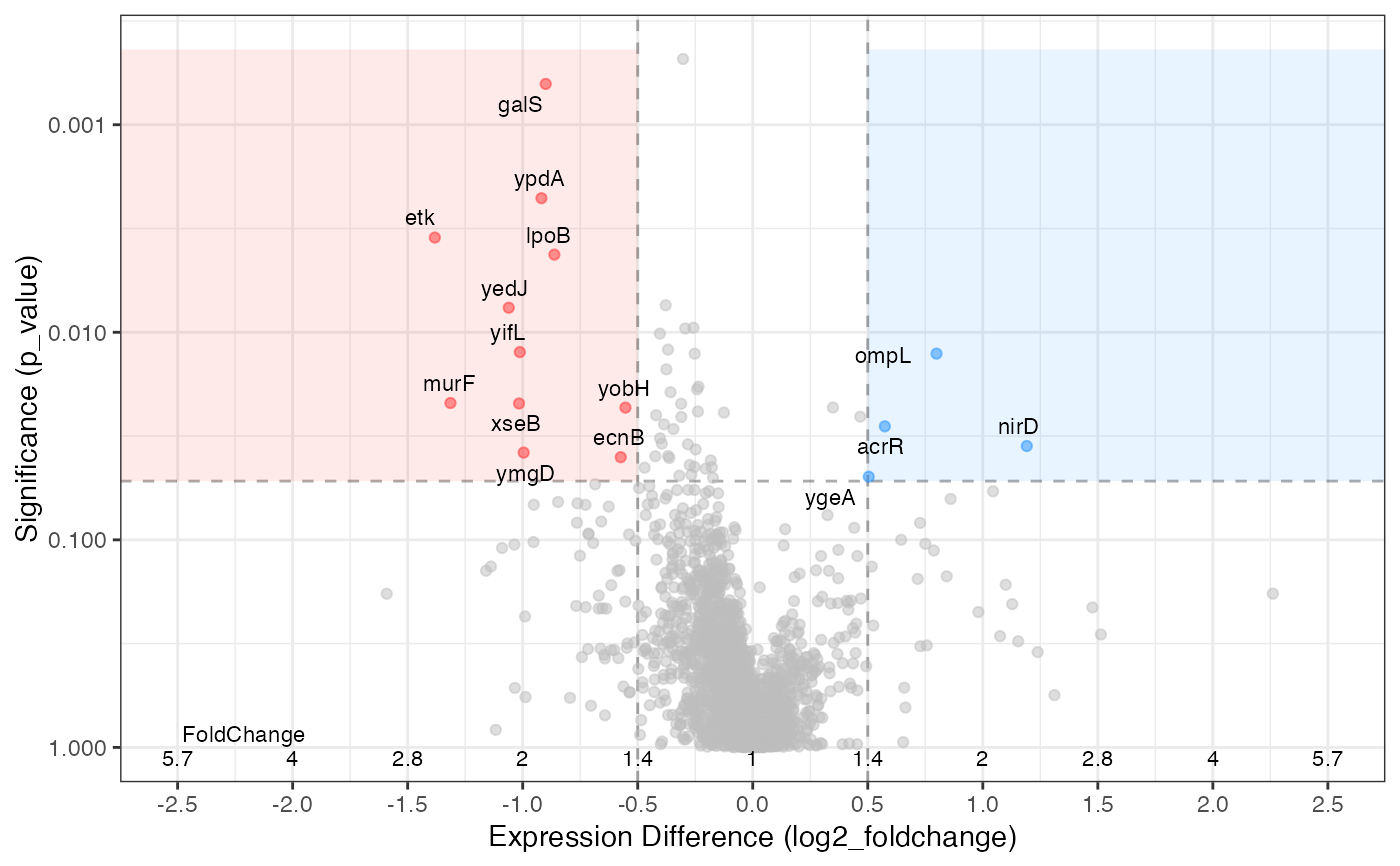 galS
0.001
ypdA
etk
lpoB
yedJ
0.010
yifL
ompL
murF
yobH
xseB
ecnB
acrR
nirD
ymgD
ygeA
0.100
FoldChange
1.000
5.7 4 2.8 2 1.4 1 1.4 2 2.8 4 5.7
-2.5 -2.0 -1.5 -1.0 -0.5 0.0 0.5 1.0 1.5 2.0 2.5
Expression Difference (log2_foldchange)
Significance (p_value)